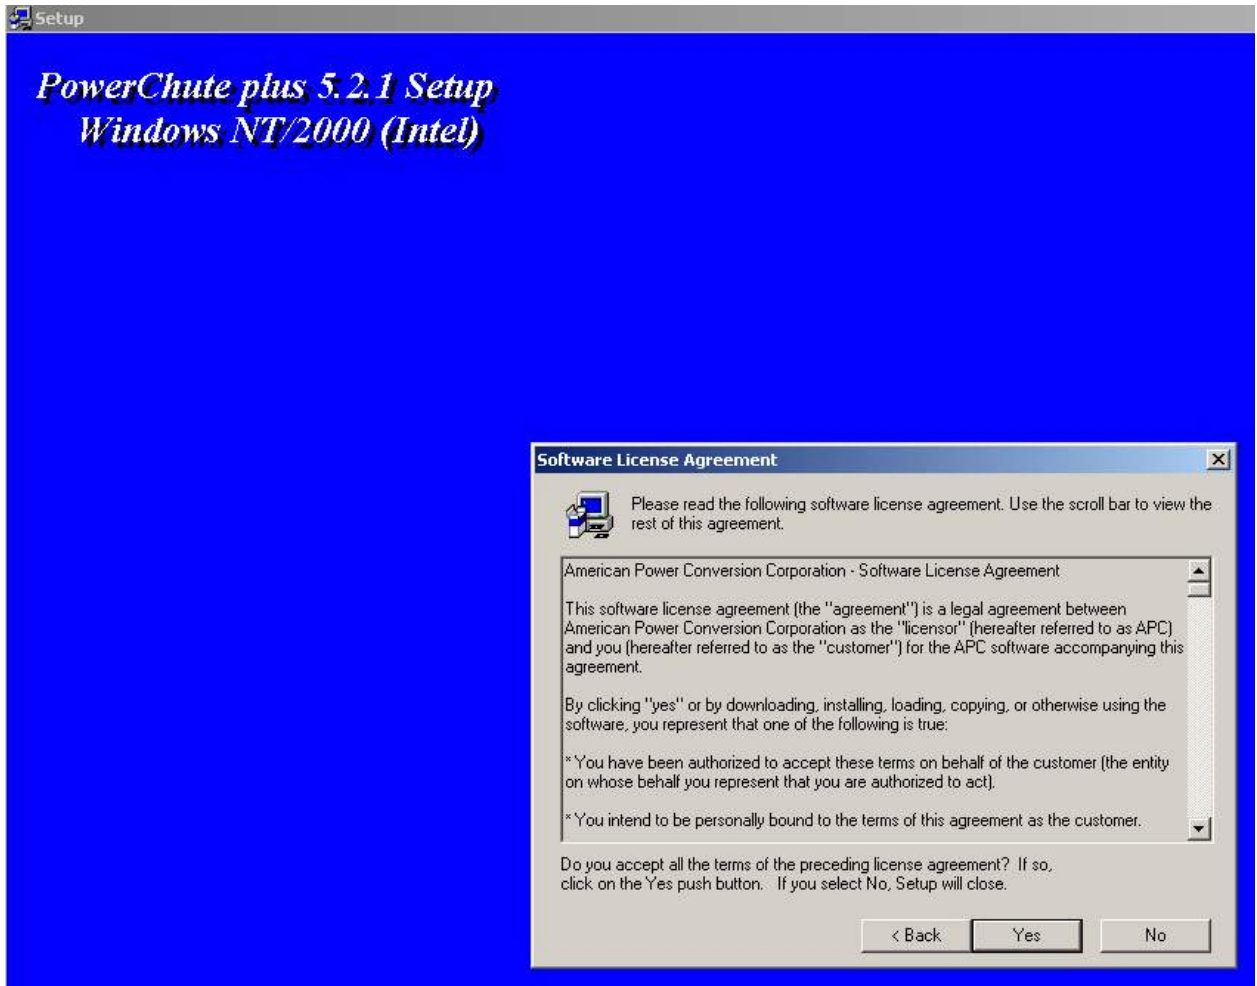 Setup
PowerChute plus 5.2.1 Setup
Windows NT/2000 (Intel)
Software License Agreement
Please read the following software license agreement. Use the scroll bar to view the
rest of this agreement.
American Power Conversion Corporation - Software License Agreement
This software license agreement (the "agreement") is a legal agreement between
American Power Conversion Corporation as the "licensor" (hereafter referred to as APC)
and you (hereafter referred to as the "customer") for the APC software accompanying this
agreement.
By clicking "yes" or by downloading, installing, loading, copying, or otherwise using the
software, you represent that one of the following is true:
* You have been authorized to accept these terms on behalf of the customer (the entity
on whose behalf you represent that you are authorized to act).
* You intend to be personally bound to the terms of this agreement as the customer.
Do you accept all the terms of the preceding license agreement? If so,
click on the Yes push button. If you select No, Setup will close.
< Back Yes No